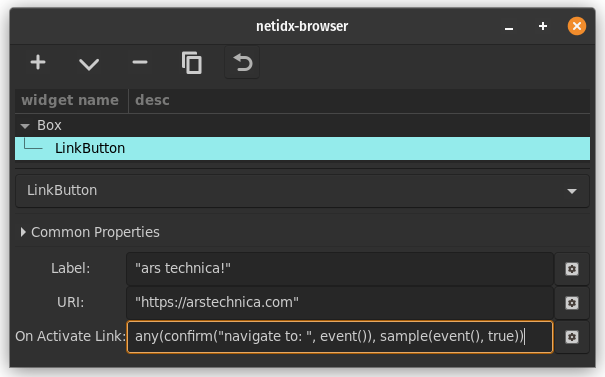 netidx-browser
widget name desc
Box
LinkButton
LinkButton
Common Properties
Label: "ars technica!"
URI: "https://arstechnica.com"
On Activate Link: any(confirm("navigate to: ", event()), sample(event(), true))